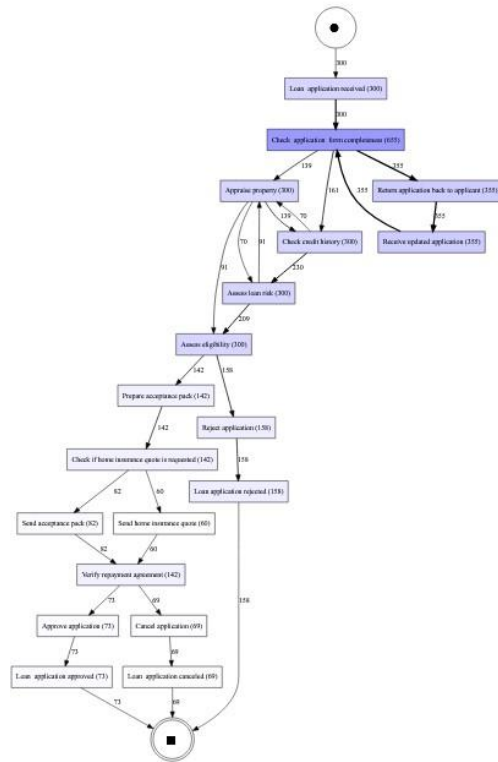 300
Loan application received (300)
300
Check application form completeness (655)
139
355
Appraise property (300)
161
355
Return application back to applicant (355)
139
70
355
70
91
Check credit history (300)
Receive updated application (355)
91
230
Assess loan risk (300)
209
Assess eligibility (300)
142
158
Prepare acceptance pack (142)
142
Reject application (158)
Check if home insurance quote is requested (142)
158
82
60
Loan application rejected (158)
Send acceptance pack (82)
Send home insurance quote (60)
82
60
Verify repayment agreement (142)
73
69
158
Approve application (73)
Cancel application (69)
73
69
Loan application approved (73)
Loan application canceled (69)
73
69